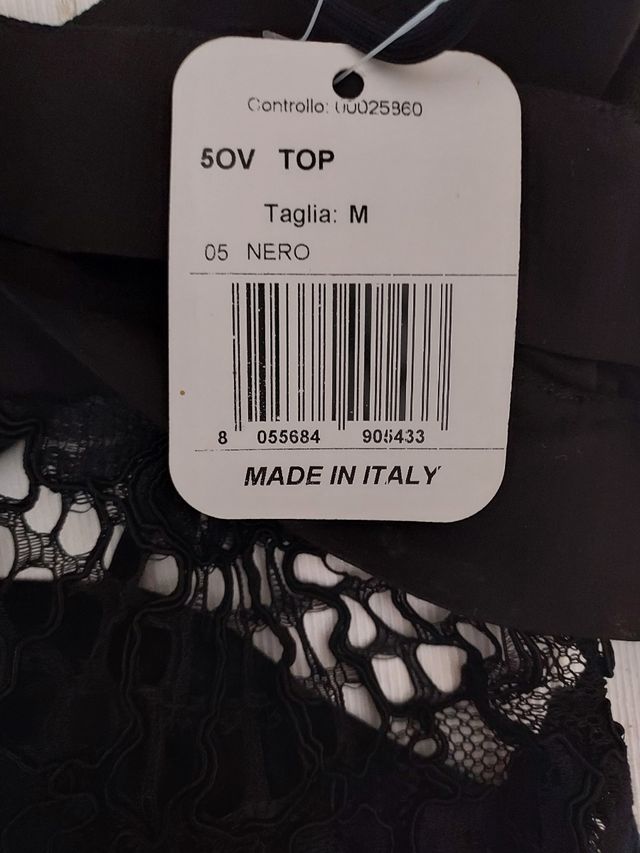 Controllo: 00025860
5OV TOP
Taglia: M
05 NERO
8 055684 905433
MADE IN ITALY